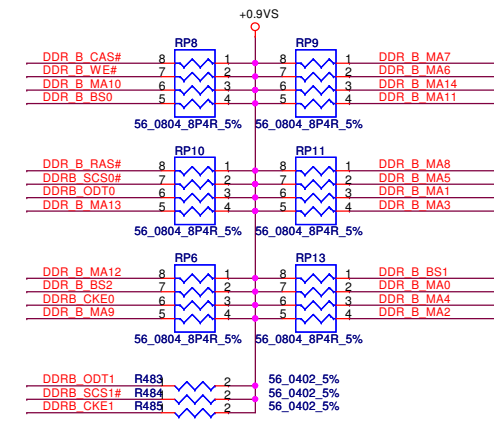 +0.9VS
RP8 RP9
DDR_B_CAS# 8 1 8 1 DDR_B_MA7
DDR_B_WE# 7 2 7 2 DDR_B_MA6
DDR_B_MA10 6 3 6 3 DDR_B_MA14
DDR_B_BS0 5 4 5 4 DDR_B_MA11
56_0804_8P4R_5% 56_0804_8P4R_5%
RP10 RP11
DDR_B_RAS# 8 1 8 1 DDR_B_MA8
DDRB_SCS0# 7 2 7 2 DDR_B_MA5
DDRB_ODT0 6 3 6 3 DDR_B_MA1
DDR_B_MA13 5 4 5 4 DDR_B_MA3
56_0804_8P4R_5% 56_0804_8P4R_5%
RP6 RP13
DDR_B_MA12 8 1 8 1 DDR_B_BS1
DDR_B_BS2 7 2 7 2 DDR_B_MA0
DDRB_CKE0 6 3 6 3 DDR_B_MA4
DDR_B_MA9 5 4 5 4 DDR_B_MA2
56_0804_8P4R_5% 56_0804_8P4R_5%
DDRB_ODT1 R483 2 56_0402_5%
DDRB_SCS1# R484 2 56_0402_5%
DDRB_CKE1 R485 2 56_0402_5%